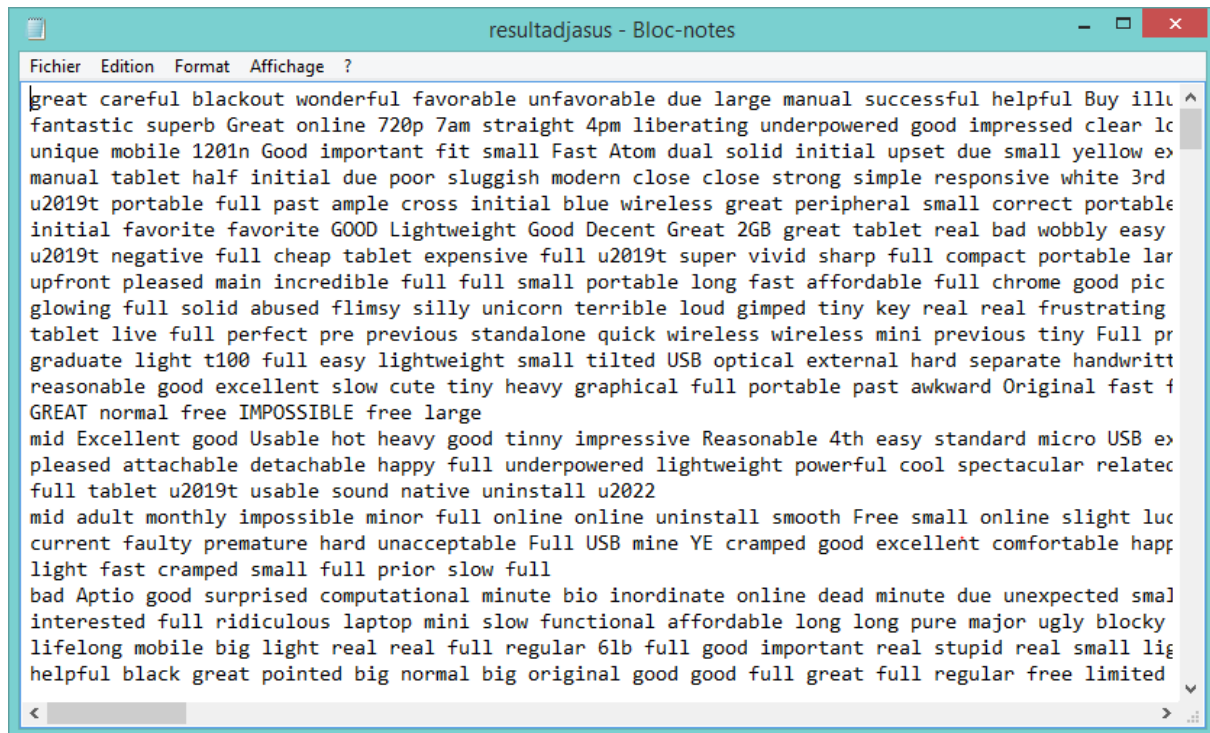 resultadjasus - Bloc-notes
Fichier Edition Format Affichage ?
great careful blackout wonderful favorable unfavorable due large manual successful helpful Buy
fantastic superb Great online 720p 7am straight 4pm liberating underpowered good impressed clear
unique mobile 1201n Good important fit small Fast Atom dual solid initial upset due small yellow
manual tablet half initial due poor sluggish modern close close strong simple responsive white 3rd
u2019t portable full past ample cross initial blue wireless great peripheral small correct portable
initial favorite favorite GOOD Lightweight Good Decent Great 2GB great tablet real bad wobbly easy
u2019t negative full cheap tablet expensive full u2019t super vivid sharp full compact portable
upfront pleased main incredible full full small portable long fast affordable full chrome good pic
glowing full solid abused flimsy silly unicorn terrible loud gimped tiny key real real frustrating
tablet live full perfect pre previous standalone quick wireless wireless mini previous tiny Full
graduate light t100 full easy lightweight small tilted USB optical external hard separate handwritt
reasonable good excellent slow cute tiny heavy graphical full portable past awkward Original fast
GREAT normal free IMPOSSIBLE free large
mid Excellent good Usable hot heavy good tinny impressive Reasonable 4th easy standard micro USB
pleased attachable detachable happy full underpowered lightweight powerful cool spectacular related
full tablet u2019t usable sound native uninstall u2022
mid adult monthly impossible minor full online online uninstall smooth Free small online slight
current faulty premature hard unacceptable Full USB mine YE cramped good excellent comfortable
light fast cramped small full prior slow full
bad Aptio good surprised computational minute bio inordinate online dead minute due unexpected
interested full ridiculous laptop mini slow functional affordable long long pure major ugly blocky
lifelong mobile big light real real full regular 6lb full good important real stupid real small
helpful black great pointed big normal big original good good full great full regular free limited